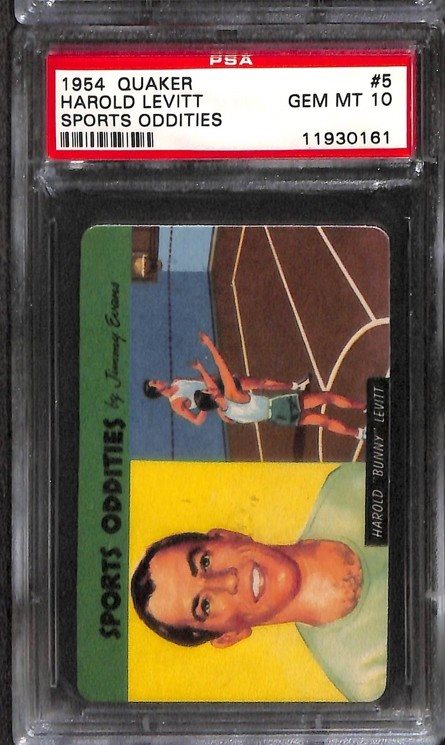 PSA
1954 QUAKER #5
HAROLD LEVITT GEM MT 10
SPORTS ODDITIES
11930161
SPORTS ODDITIES by Jimmy Evans
HAROLD "BUNNY" LEVITT